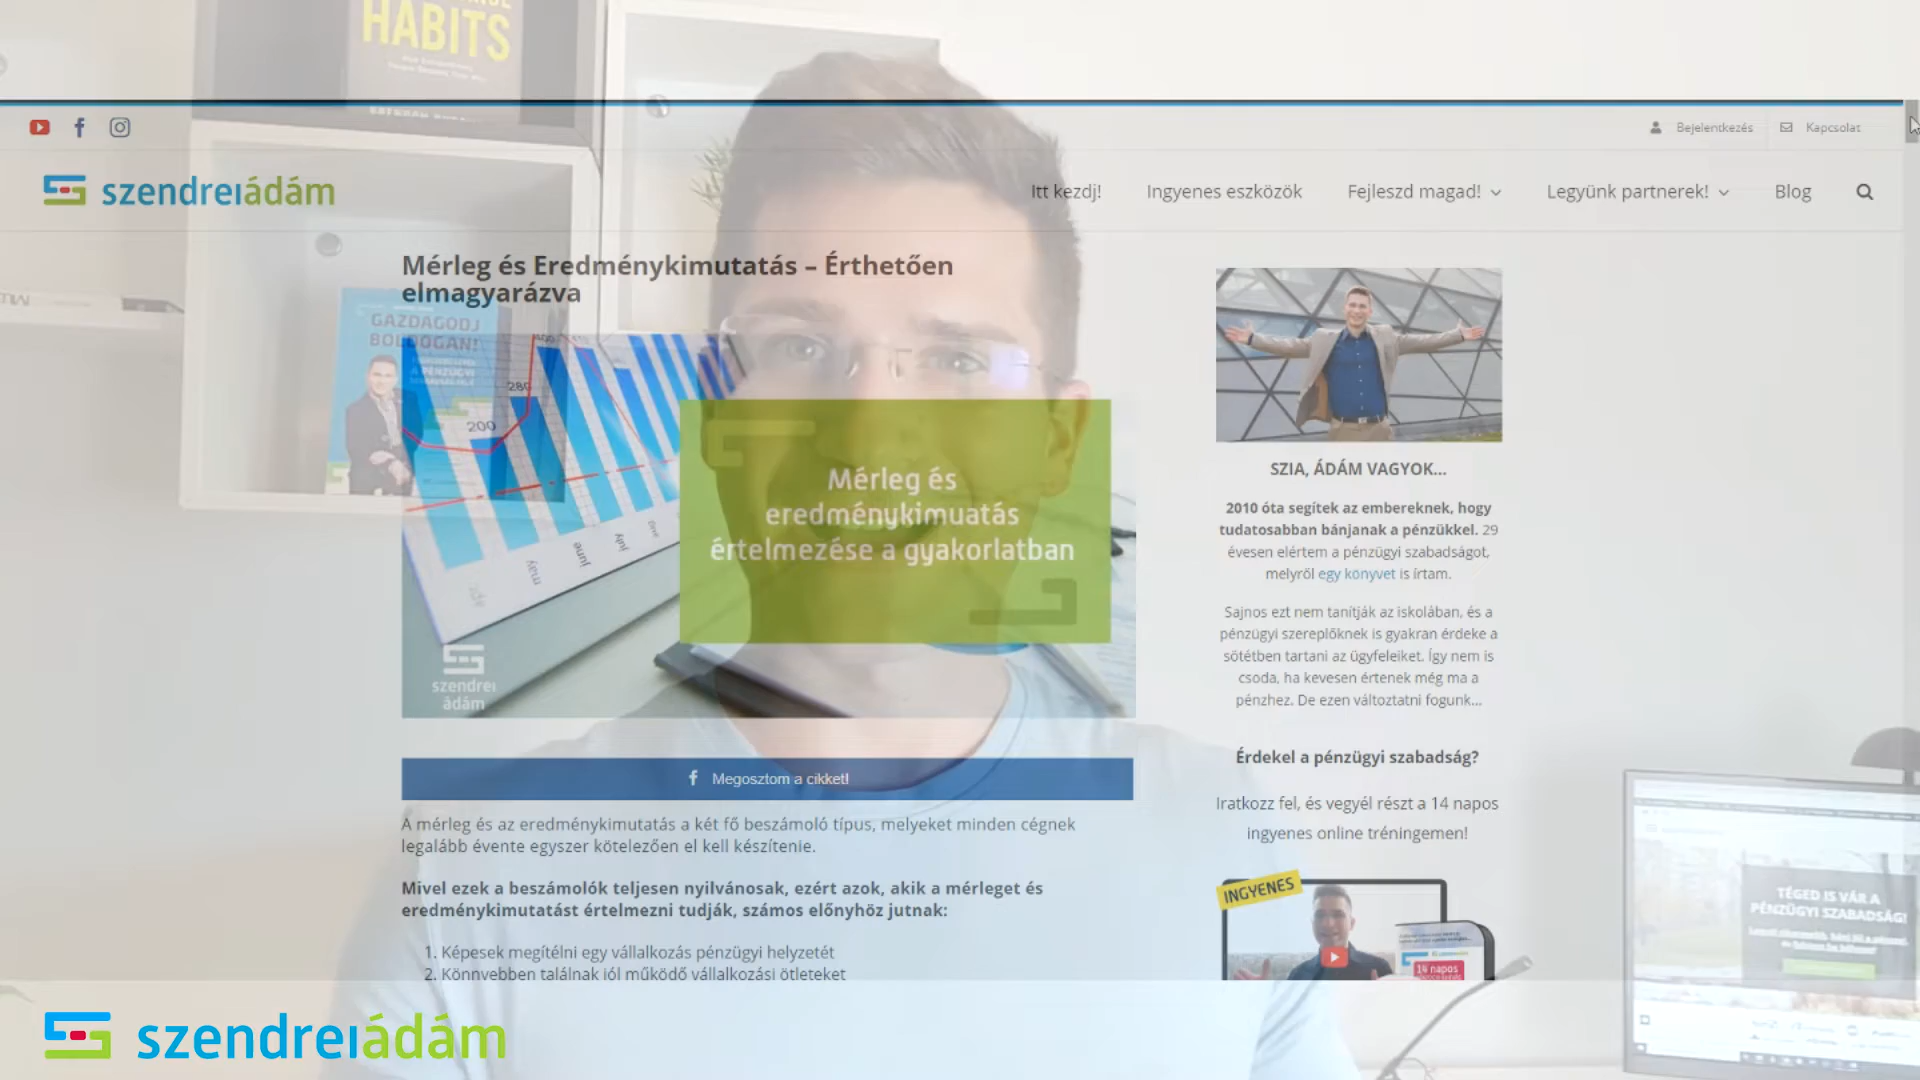 HABITS
Bejelentkezés
Kapcsolat
szendreiádám
Itt kezdj!
Ingyenes eszközök
Fejleszd magad!
Legyünk partnerek!
Blog
Mérleg és Eredménykimutatás – Érthetően
elmagyarázva
GAZDAGODJ
BOLDOGAN!
A PÉNZÜGYI
200
280
400
june
july
may
Mérleg és
eredménykimuatás
értelmezése a gyakorlatban
szendrei
ádám
Megosztom a cikket!
A mérleg és az eredménykimutatás a két fő beszámoló típus, melyeket minden cégnek
legalább évente egyszer kötelezően el kell készítenie.
Mivel ezek a beszámolók teljesen nyilvánosak, ezért azok, akik a mérleget és
eredménykimutatást értelmezni tudják, számos előnyhöz jutnak:
1. Képesek megítélni egy vállalkozás pénzügyi helyzetét
2. Könnyebben találnak jól működő vállalkozási ötleteket
SZIA, ÁDÁM VAGYOK...
2010 óta segítek az embereknek, hogy
tudatosabban bánjanak a pénzükkel. 29
évesen elértem a pénzügyi szabadságot,
melyről egy könyvet is írtam.
Sajnos ezt nem tanítják az iskolában, és a
pénzügyi szereplőknek is gyakran érdeke a
sötétben tartani az ügyfeleiket. Így nem is
csoda, ha kevesen értenek még ma a
pénzhez. De ezen változtatni fogunk...
Érdekel a pénzügyi szabadság?
Iratkozz fel, és vegyél részt a 14 napos
ingyenes online tréningemen!
INGYENES
14 napos
TÉGED IS VÁR A
PÉNZÜGYI SZABADSÁG!
szendreiádám